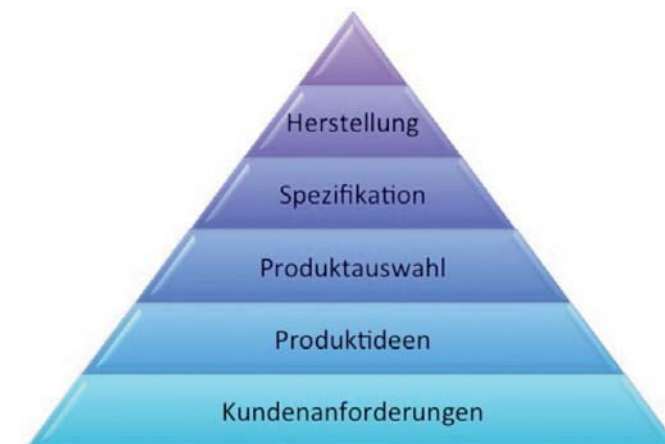 Herstellung
Spezifikation
Produktauswahl
Produktideen
Kundenanforderungen